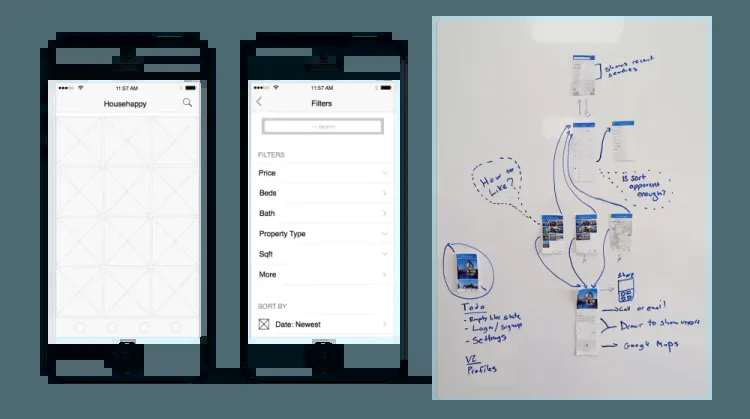 11:57 AM
Househappy
11:57 AM
Filters
Search
FILTERS
Price
Beds
Bath
Property Type
Sqft
More
SORT BY
Date: Newest
shows recent
searches
How to
Like?
Is sort
apparent
enough?
Share
Call or email
Drawer to show more
Google Maps
Todo
- Empty like state
- Login/signup
- Settings
V2
Profiles